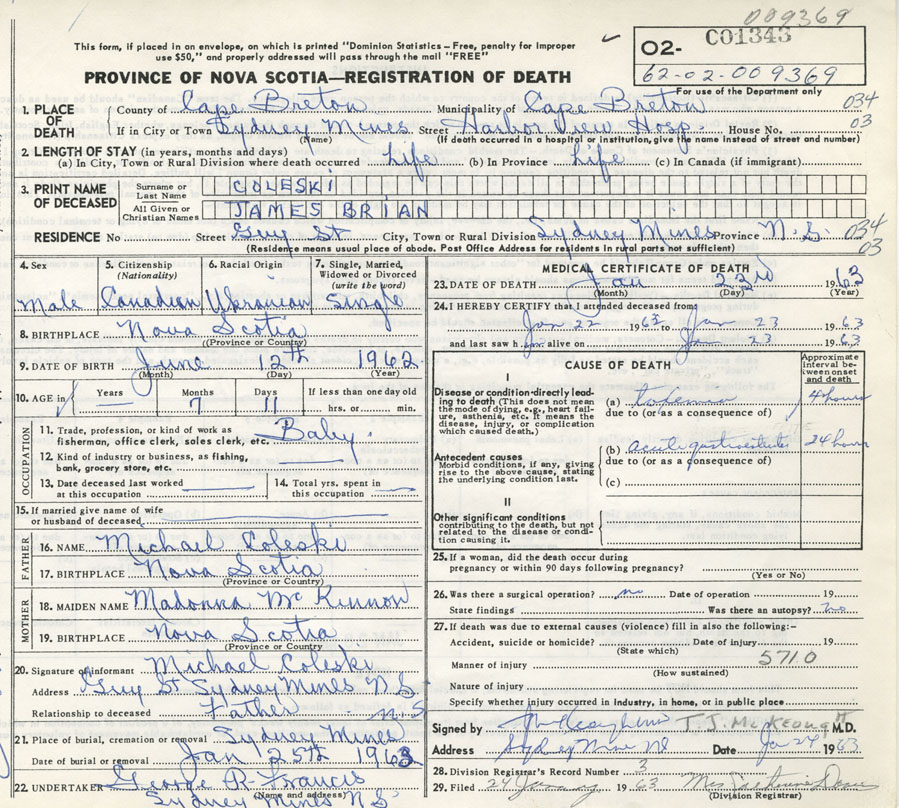 009369
This form, if placed in an envelope, on which is printed "Dominion Statistics—Free, penalty for improper
use $50," and properly addressed will pass through the mail "FREE"
02- C01343
62-02-009369
For use of the Department only
PROVINCE OF NOVA SCOTIA—REGISTRATION OF DEATH
1. PLACE OF DEATH
County of Cape Breton Municipality of Cape Breton 034
If in City or Town Sydney Mines Street Harbor View Hosp. House No. 03
(Name) (If death occurred in a hospital or institution, give the name instead of street and number)
2. LENGTH OF STAY (in years, months and days)
(a) In City, Town or Rural Division where death occurred Life (b) In Province Life (c) In Canada (if immigrant)
3. PRINT NAME OF DECEASED
Surname or Last Name COLESKI
All Given or Christian Names JAMES BRIAN
RESIDENCE No Street Guy St City, Town or Rural Division Sydney Mines Province N.S. 034
03
(Residence means usual place of abode. Post Office Address for residents in rural parts not sufficient)
4. Sex 5. Citizenship (Nationality) 6. Racial Origin 7. Single, Married, Widowed or Divorced (write the word)
Male Canadian Ukranian Single
8. BIRTHPLACE Nova Scotia
(Province or Country)
9. DATE OF BIRTH June 12th 1962
(Month) (Day) (Year)
10. AGE in Years Months Days If less than one day old
7 11 hrs. or min.
OCCUPATION
11. Trade, profession, or kind of work as
fisherman, office clerk, sales clerk, etc. Baby
12. Kind of industry or business, as fishing,
bank, grocery store, etc.
13. Date deceased last worked
at this occupation
14. Total yrs. spent in
this occupation
15. If married give name of wife
or husband of deceased
FATHER
16. NAME Michael Coleski
17. BIRTHPLACE Nova Scotia
(Province or Country)
MOTHER
18. MAIDEN NAME Madonna Mc Kinnon
19. BIRTHPLACE Nova Scotia
(Province or Country
20. Signature of informant Michael Coleski
Address Guy St Sydney Mines N S
Relationship to deceased Father N.S
21. Place of burial, cremation or removal Sydney Mines
Date of burial or removal Jan 25th 1963
22. UNDERTAKER George R. Francis
(Name and address)
Sydney Mines N S
MEDICAL CERTIFICATE OF DEATH
23. DATE OF DEATH Jan 23rd 1963
(Month) (Day) (Year)
24. I HEREBY CERTIFY that I attended deceased from
Jan 22 1963 to Jan 23 1963
and last saw h alive on Jan 23 1963
CAUSE OF DEATH
Approximate interval between onset and death
I
Disease or condition directly leading to death (This does not mean the mode of dying, e.g., heart failure, asthenia, etc. It means the disease, injury, or complication which caused death.)
(a) toxemia 4 hours
due to (or as a consequence of)
Antecedent causes
Morbid conditions, if any, giving rise to the above cause, stating the underlying condition last.
(b) acute gastroenteritis 24 hours
due to (or as a consequence of)
(c)
II
Other significant conditions
contributing to the death, but not related to the disease or condition causing it.
25. If a woman, did the death occur during
pregnancy or within 90 days following pregnancy?
(Yes or No)
26. Was there a surgical operation? no Date of operation 19
State findings Was there an autopsy? no
27. If death was due to external causes (violence) fill in also the following:-
Accident, suicide or homicide? Date of injury 19
(State which)
Manner of injury 5710
(How sustained)
Nature of injury
Specify whether injury occurred in Industry, in home, or in public place
Signed by T. J. McKeough M.D.
Address Sydney Mines NS Date Jan 24 1963
28. Division Registrar's Record Number 3
29. Filed 24 January 1963 Mrs
(Division Registrar)